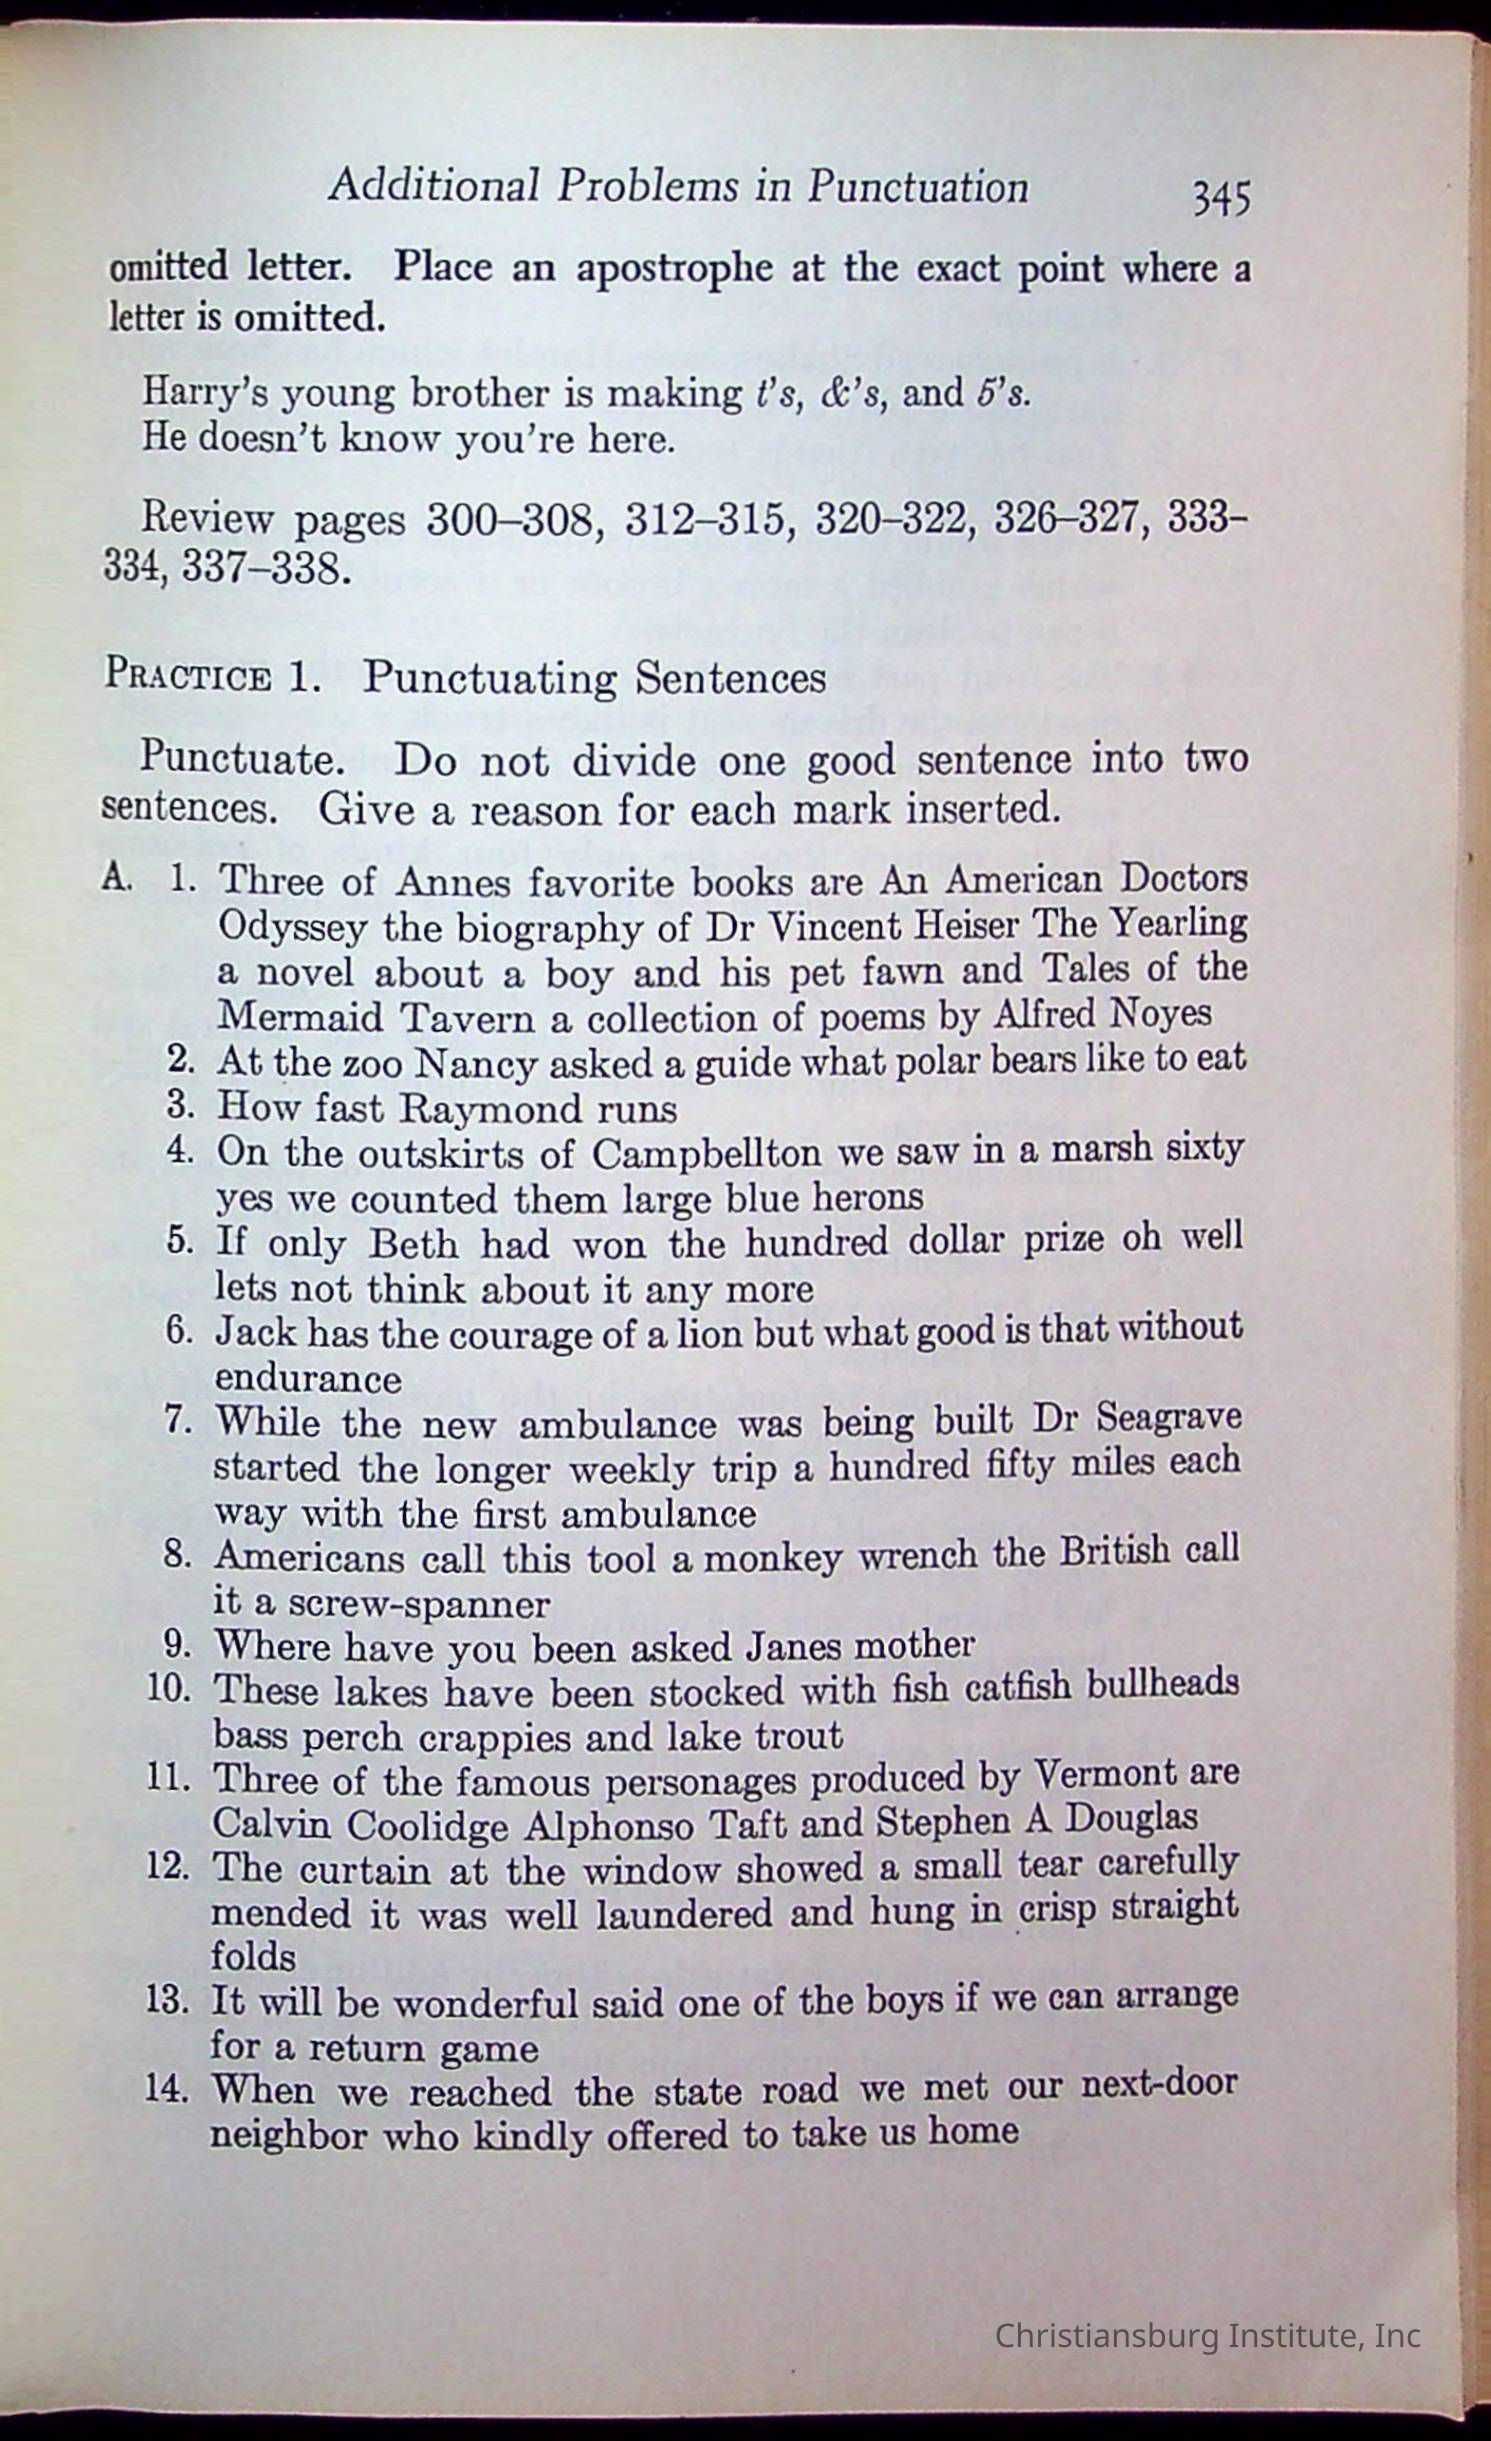 Additional Problems in Punctuation 345
omitted letter. Place an apostrophe at the exact point where a
letter is omitted.
Harry's young brother is making t's, &'s, and 5's.
He doesn't know you're here.
Review pages 300–308, 312–315, 320–322, 326–327, 333–
334, 337–338.
PRACTICE 1. Punctuating Sentences
Punctuate. Do not divide one good sentence into two
sentences. Give a reason for each mark inserted.
A. 1. Three of Annes favorite books are An American Doctors
Odyssey the biography of Dr Vincent Heiser The Yearling
a novel about a boy and his pet fawn and Tales of the
Mermaid Tavern a collection of poems by Alfred Noyes
2. At the zoo Nancy asked a guide what polar bears like to eat
3. How fast Raymond runs
4. On the outskirts of Campbellton we saw in a marsh sixty
yes we counted them large blue herons
5. If only Beth had won the hundred dollar prize oh well
lets not think about it any more
6. Jack has the courage of a lion but what good is that without
endurance
7. While the new ambulance was being built Dr Seagrave
started the longer weekly trip a hundred fifty miles each
way with the first ambulance
8. Americans call this tool a monkey wrench the British call
it a screw-spanner
9. Where have you been asked Janes mother
10. These lakes have been stocked with fish catfish bullheads
bass perch crappies and lake trout
11. Three of the famous personages produced by Vermont are
Calvin Coolidge Alphonso Taft and Stephen A Douglas
12. The curtain at the window showed a small tear carefully
mended it was well laundered and hung in crisp straight
folds
13. It will be wonderful said one of the boys if we can arrange
for a return game
14. When we reached the state road we met our next-door
neighbor who kindly offered to take us home
Christiansburg Institute, Inc